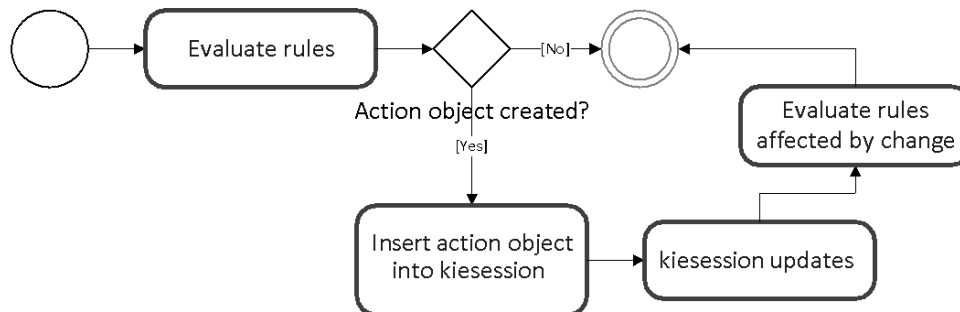 Evaluate rules
[No]
Action object created?
[Yes]
Evaluate rules
affected by change
Insert action object
into kiesession
kiesession updates